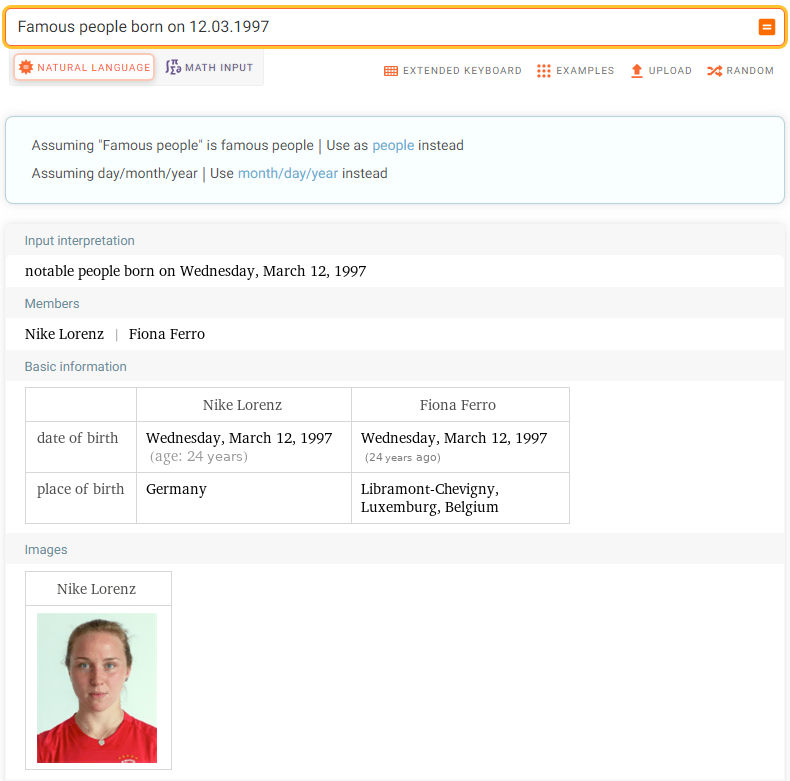 Famous people born on 12.03.1997
NATURAL LANGUAGE
MATH INPUT
EXTENDED KEYBOARD
EXAMPLES
UPLOAD
RANDOM
Assuming "Famous people" is famous people | Use as people instead
Assuming day/month/year | Use month/day/year instead
Input interpretation
notable people born on Wednesday, March 12, 1997
Members
Nike Lorenz | Fiona Ferro
Basic information
Nike Lorenz Fiona Ferro
date of birth Wednesday, March 12, 1997 Wednesday, March 12, 1997
(age: 24 years) (24 years ago)
place of birth Germany Libramont-Chevigny,
Luxemburg, Belgium
Images
Nike Lorenz